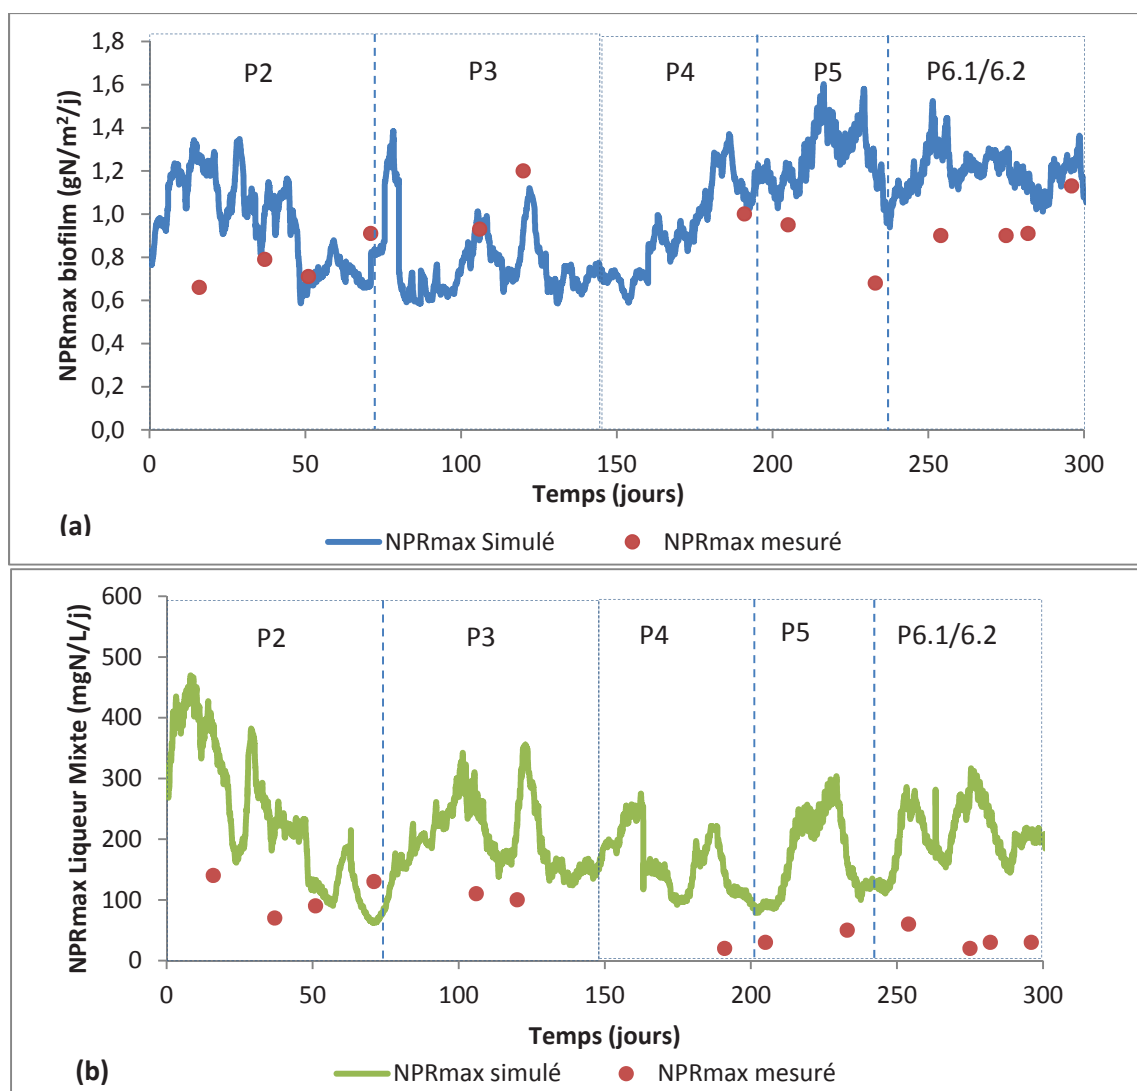 NPRmax biofilm (gN/m²/j)
1,8
1,6
1,4
1,2
1,0
0,8
0,6
0,4
0,2
0,0
P2 P3 P4 P5 P6.1/6.2
0 50 100 150 200 250 300
Temps (jours)
(a)
NPRmax Simulé NPRmax mesuré
NPRmax Liqueur Mixte (mgN/L/j)
600
500
400
300
200
100
0
P2 P3 P4 P5 P6.1/6.2
0 50 100 150 200 250 300
Temps (jours)
(b)
NPRmax simulé NPRmax mesuré